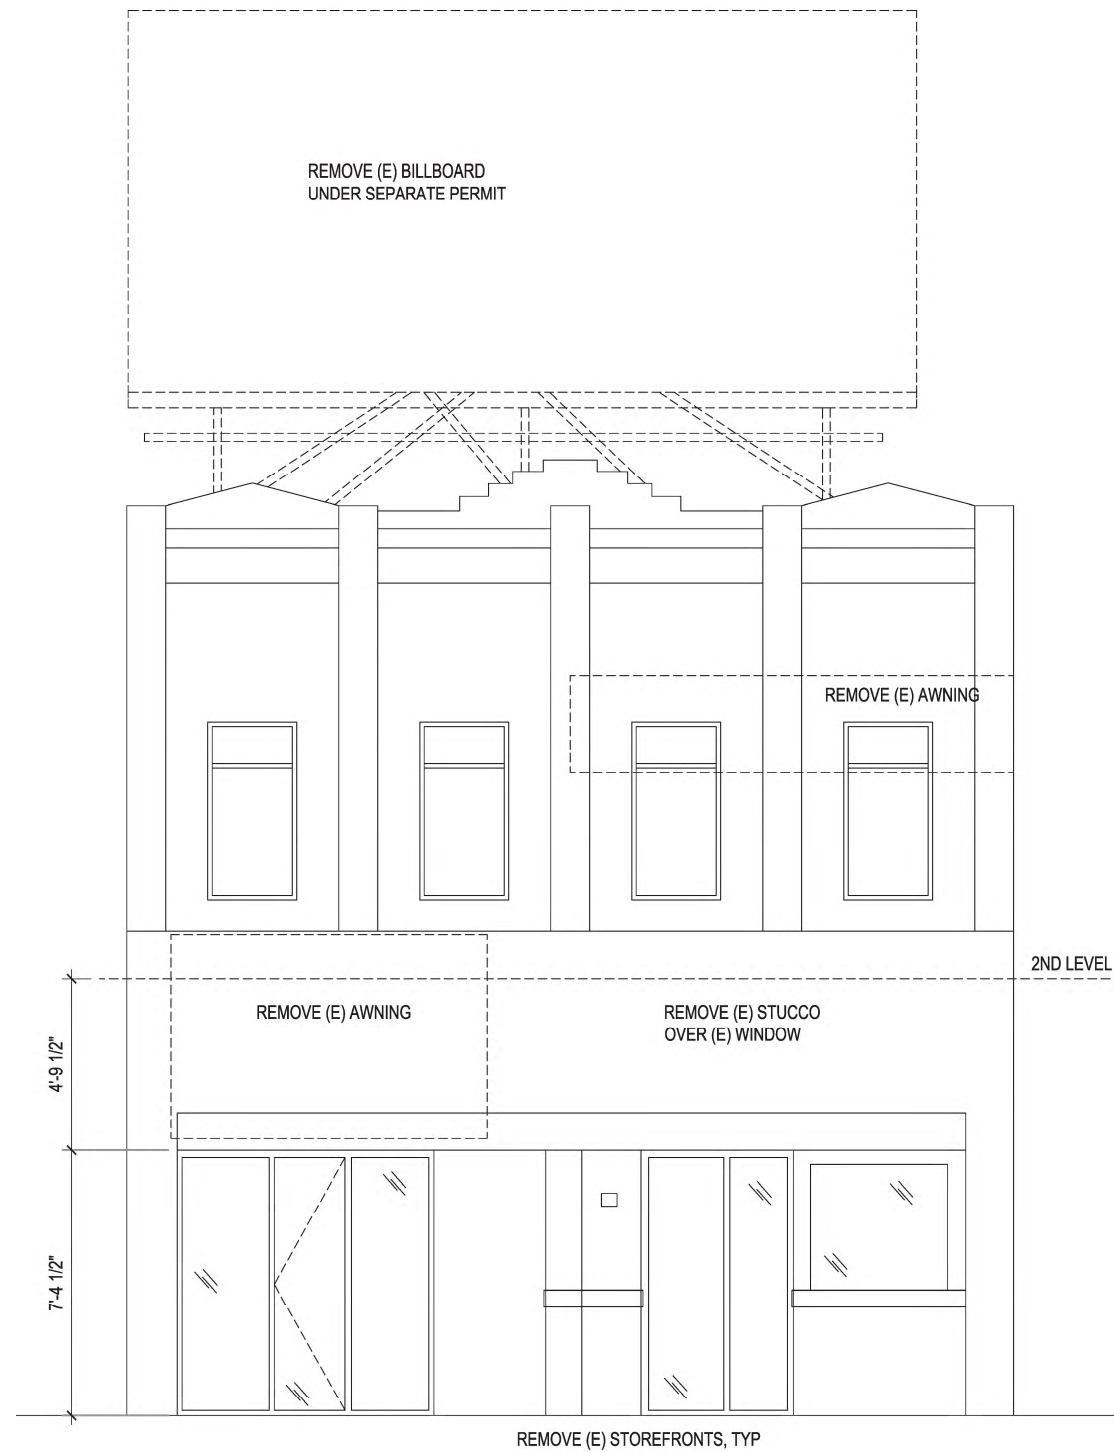 REMOVE (E) BILLBOARD
UNDER SEPARATE PERMIT
REMOVE (E) AWNING
2ND LEVEL
REMOVE (E) AWNING
REMOVE (E) STUCCO
OVER (E) WINDOW
4'-9 1/2"
7'-4 1/2"
REMOVE (E) STOREFRONTS, TYP